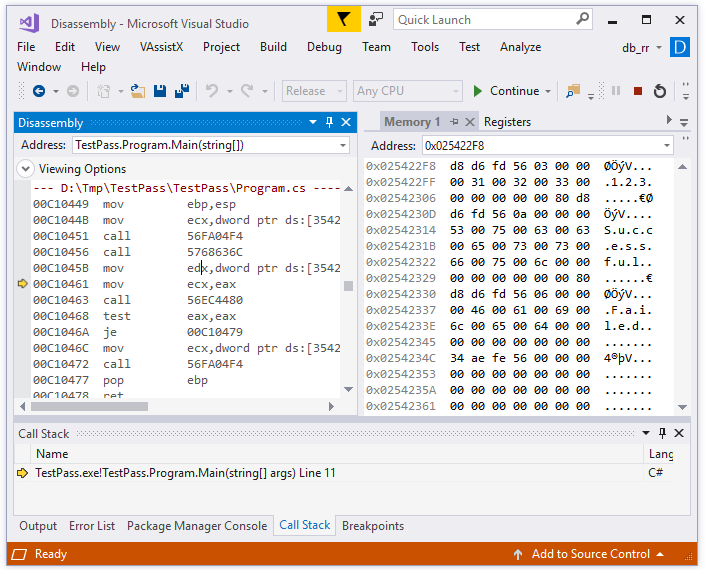 Disassembly - Microsoft Visual Studio
Quick Launch
File Edit View VAssistX Project Build Debug Team Tools Test Analyze
db_rr D
Window Help
Release Any CPU Continue
Disassembly
Address: TestPass.Program.Main(string[])
Viewing Options
--- D:\Tmp\TestPass\TestPass\Program.cs ----
00C10449 mov ebp,esp
00C1044B mov ecx,dword ptr ds:[3542
00C10451 call 56FA04F4
00C10456 call 5768636C
00C1045B mov edx,dword ptr ds:[3542
00C10461 mov ecx,eax
00C10463 call 56EC4480
00C10468 test eax,eax
00C1046A je 00C10479
00C1046C mov ecx,dword ptr ds:[3542
00C10472 call 56FA04F4
00C10477 pop ebp
00C10478 ret
Memory 1 Registers
Address: 0x025422F8
0x025422F8 d8 d6 fd 56 03 00 00 ØÖýV...
0x025422FF 00 31 00 32 00 33 00 .1.2.3.
0x02542306 00 00 00 00 00 80 d8 .....€Ø
0x0254230D d6 fd 56 0a 00 00 00 ÖýV....
0x02542314 53 00 75 00 63 00 63 S.u.c.c
0x0254231B 00 65 00 73 00 73 00 .e.s.s.
0x02542322 66 00 75 00 6c 00 00 f.u.l..
0x02542329 00 00 00 00 00 00 80 ......€
0x02542330 d8 d6 fd 56 06 00 00 ØÖýV...
0x02542337 00 46 00 61 00 69 00 .F.a.i.
0x0254233E 6c 00 65 00 64 00 00 l.e.d..
0x02542345 00 00 00 00 00 00 00 .......
0x0254234C 34 ae fe 56 00 00 00 4®þV...
0x02542353 00 00 00 00 00 00 00 .......
0x0254235A 00 00 00 00 00 00 00 .......
0x02542361 00 00 00 00 00 00 00 .......
Call Stack
Name Lang
TestPass.exe!TestPass.Program.Main(string[] args) Line 11 C#
Output Error List Package Manager Console Call Stack Breakpoints
Ready Add to Source Control